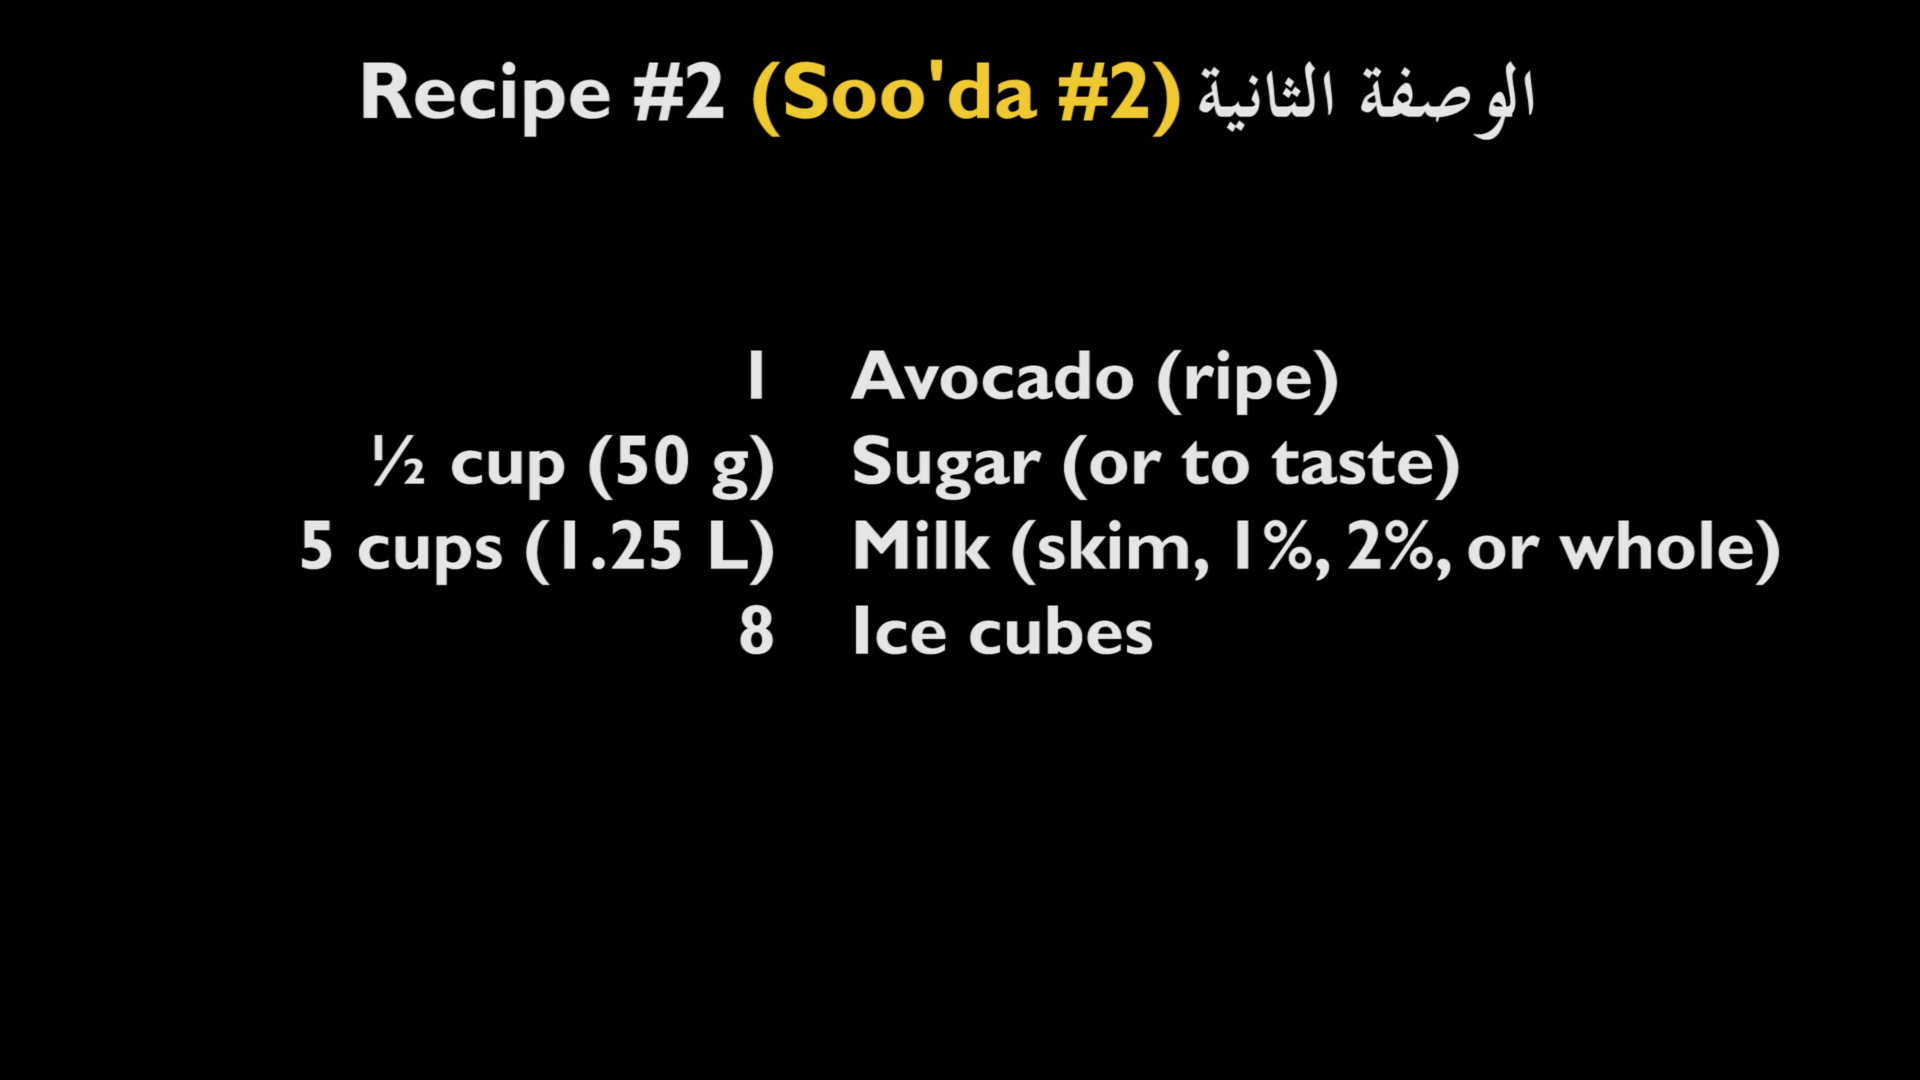 Recipe #2 (Soo'da #2) الوصفة الثانية
1 Avocado (ripe)
½ cup (50 g) Sugar (or to taste)
5 cups (1.25 L) Milk (skim, 1%, 2%, or whole)
8 Ice cubes